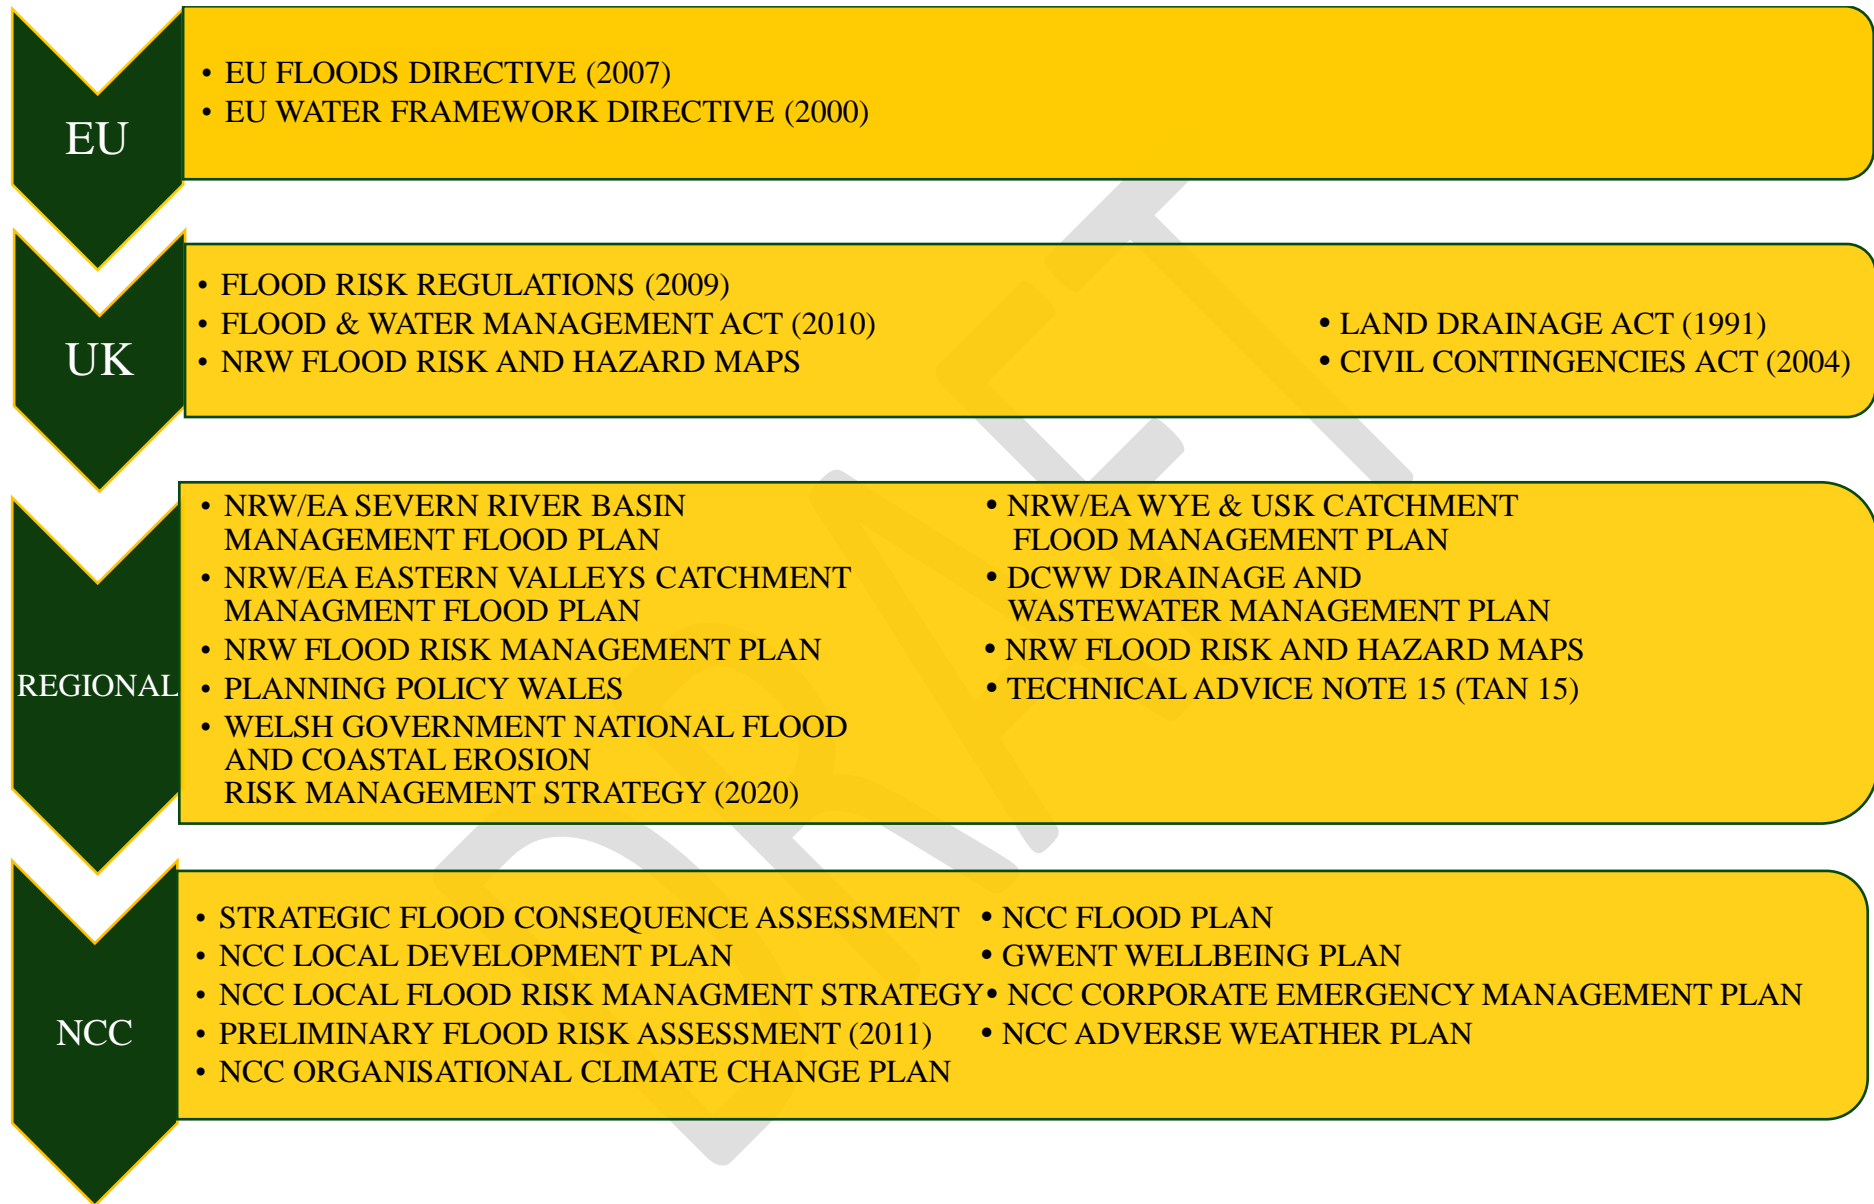 EU
• EU FLOODS DIRECTIVE (2007)
• EU WATER FRAMEWORK DIRECTIVE (2000)
UK
• FLOOD RISK REGULATIONS (2009)
• FLOOD & WATER MANAGEMENT ACT (2010)
• NRW FLOOD RISK AND HAZARD MAPS
• LAND DRAINAGE ACT (1991)
• CIVIL CONTINGENCIES ACT (2004)
REGIONAL
• NRW/EA SEVERN RIVER BASIN
MANAGEMENT FLOOD PLAN
• NRW/EA EASTERN VALLEYS CATCHMENT
MANAGMENT FLOOD PLAN
• NRW FLOOD RISK MANAGEMENT PLAN
• PLANNING POLICY WALES
• WELSH GOVERNMENT NATIONAL FLOOD
AND COASTAL EROSION
RISK MANAGEMENT STRATEGY (2020)
• NRW/EA WYE & USK CATCHMENT
FLOOD MANAGEMENT PLAN
• DCWW DRAINAGE AND
WASTEWATER MANAGEMENT PLAN
• NRW FLOOD RISK AND HAZARD MAPS
• TECHNICAL ADVICE NOTE 15 (TAN 15)
NCC
• STRATEGIC FLOOD CONSEQUENCE ASSESSMENT
• NCC LOCAL DEVELOPMENT PLAN
• NCC LOCAL FLOOD RISK MANAGMENT STRATEGY
• PRELIMINARY FLOOD RISK ASSESSMENT (2011)
• NCC ORGANISATIONAL CLIMATE CHANGE PLAN
• NCC FLOOD PLAN
• GWENT WELLBEING PLAN
• NCC CORPORATE EMERGENCY MANAGEMENT PLAN
• NCC ADVERSE WEATHER PLAN
DRAFT